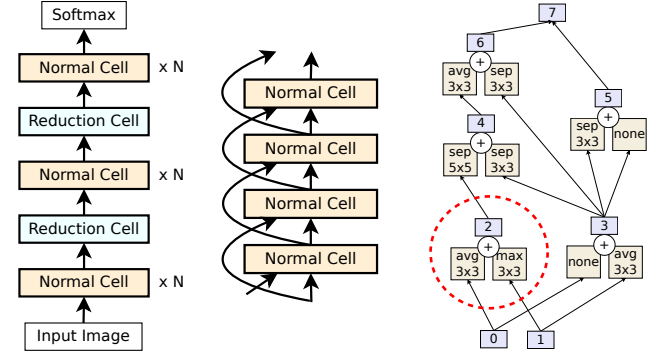 Softmax
Normal Cell x N
Reduction Cell
Normal Cell x N
Reduction Cell
Normal Cell x N
Input Image
Normal Cell
Normal Cell
Normal Cell
Normal Cell
7
6
+
avg 3x3
sep 3x3
5
+
sep 3x3
none
4
+
sep 5x5
sep 3x3
2
+
avg 3x3
max 3x3
3
+
none
avg 3x3
0
1